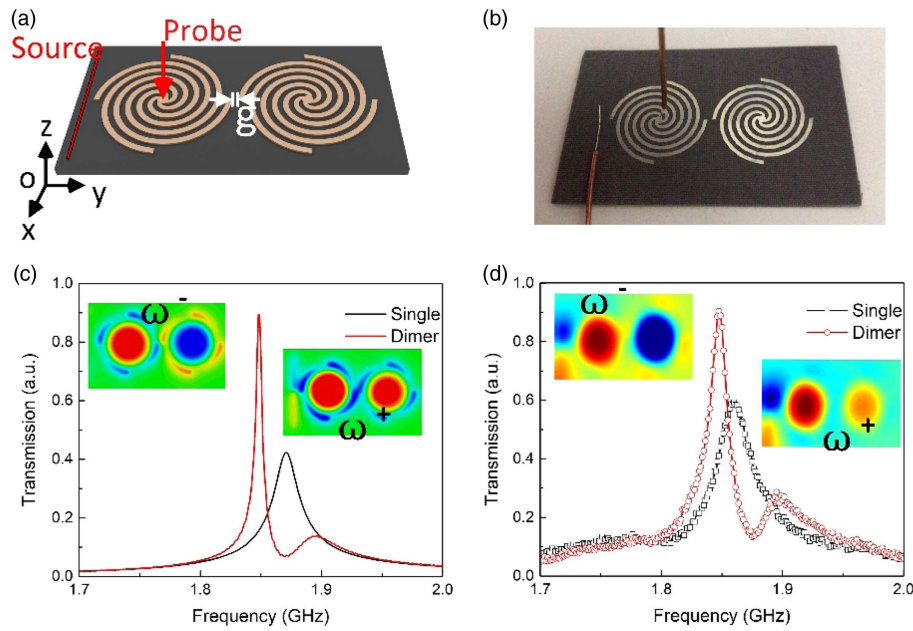 (a)
Source
Probe
g
z
o
y
x
(b)
(c)
1.0
0.8
0.6
0.4
0.2
0.0
1.7
1.8
1.9
2.0
Transmission (a.u.)
Frequency (GHz)
ω -
ω +
Single
Dimer
(d)
1.0
0.8
0.6
0.4
0.2
0.0
1.7
1.8
1.9
2.0
Transmission (a.u.)
Frequency (GHz)
ω -
ω +
Single
Dimer